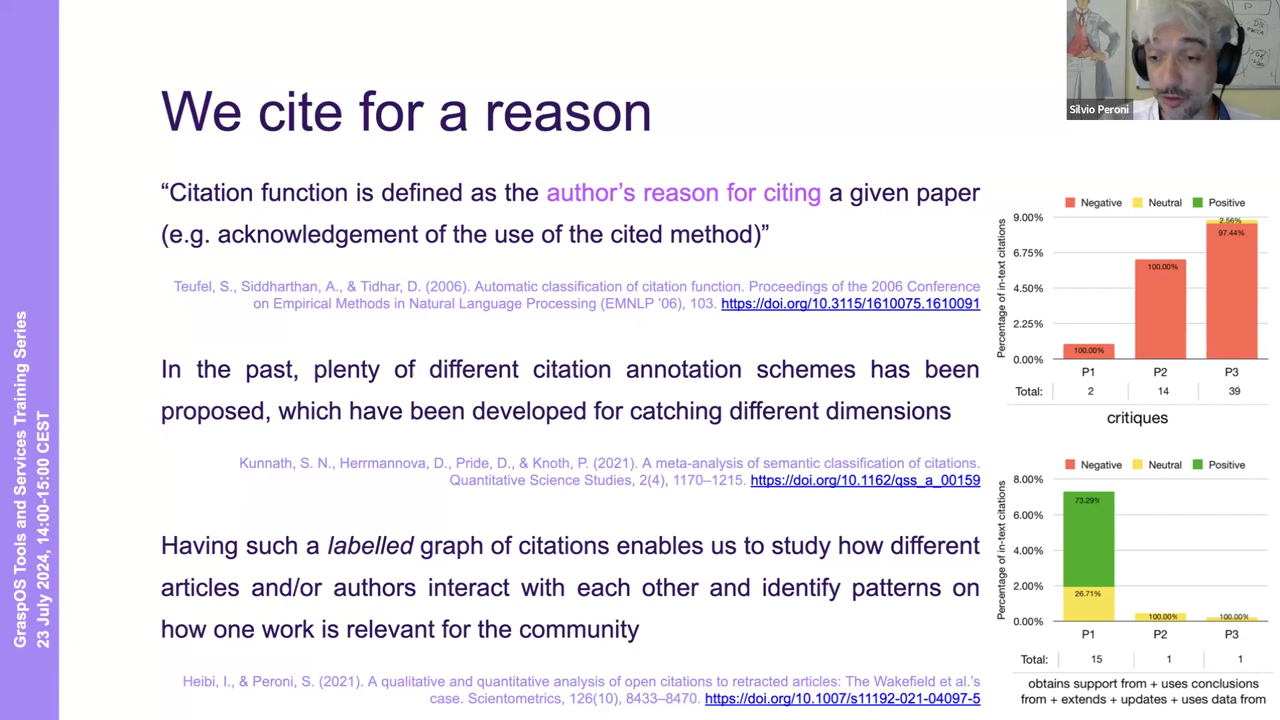 We cite for a reason
“Citation function is defined as the author’s reason for citing a given paper
(e.g. acknowledgement of the use of the cited method)”
Teufel, S., Siddharthan, A., & Tidhar, D. (2006). Automatic classification of citation function. Proceedings of the 2006 Conference
on Empirical Methods in Natural Language Processing (EMNLP ’06), 103. https://doi.org/10.3115/1610075.1610091
In the past, plenty of different citation annotation schemes has been
proposed, which have been developed for catching different dimensions
Kunnath, S. N., Herrmannova, D., Pride, D., & Knoth, P. (2021). A meta-analysis of semantic classification of citations.
Quantitative Science Studies, 2(4), 1170–1215. https://doi.org/10.1162/qss_a_00159
Having such a labelled graph of citations enables us to study how different
articles and/or authors interact with each other and identify patterns on
how one work is relevant for the community
Heibi, I., & Peroni, S. (2021). A qualitative and quantitative analysis of open citations to retracted articles: The Wakefield et al.’s
case. Scientometrics, 126(10), 8433–8470. https://doi.org/10.1007/s11192-021-04097-5
GraspOS Tools and Services Training Series
23 July 2024, 14:00-15:00 CEST
Silvio Peroni
Negative Neutral Positive
Percentage of in-text citations
9.00%
6.75%
4.50%
2.25%
0.00%
100.00%
100.00%
2.56%
97.44%
P1 P2 P3
Total: 2 14 39
critiques
Negative Neutral Positive
Percentage of in-text citations
8.00%
6.00%
4.00%
2.00%
0.00%
73.29%
26.71%
100.00%
100.00%
P1 P2 P3
Total: 15 1 1
obtains support from + uses conclusions
from + extends + updates + uses data from